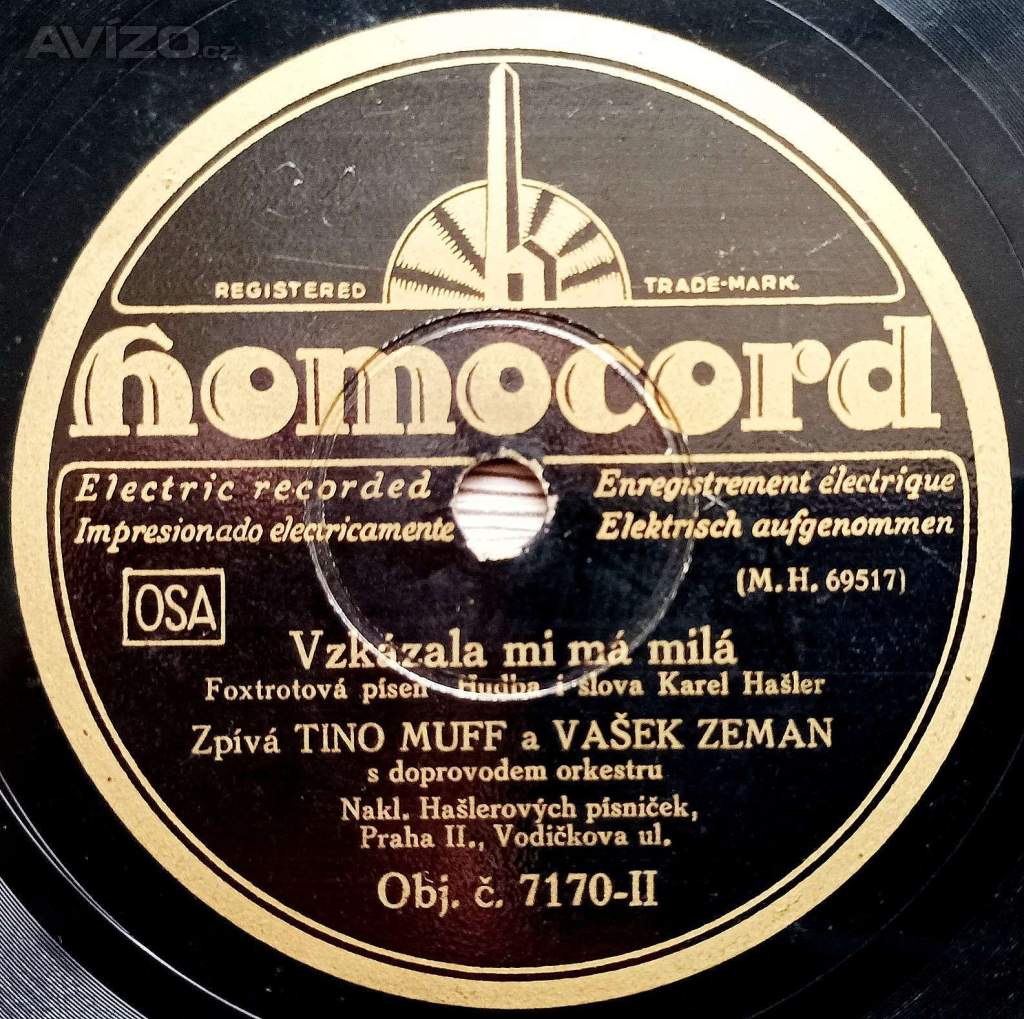 AVÍZO.cz
REGISTERED TRADE-MARK.
homocord
Electric recorded Enregistrement électrique
Impresionado electricamente Elektrisch aufgenommen
(M. H. 69517)
OSA
Vzkázala mi má milá
Foxtrotová píseň Hudba i slova Karel Hašler
Zpívá TINO MUFF a VAŠEK ZEMAN
s doprovodem orkestru
Nakl. Hašlerových písniček,
Praha II., Vodičkova ul.
Obj. č. 7170-II